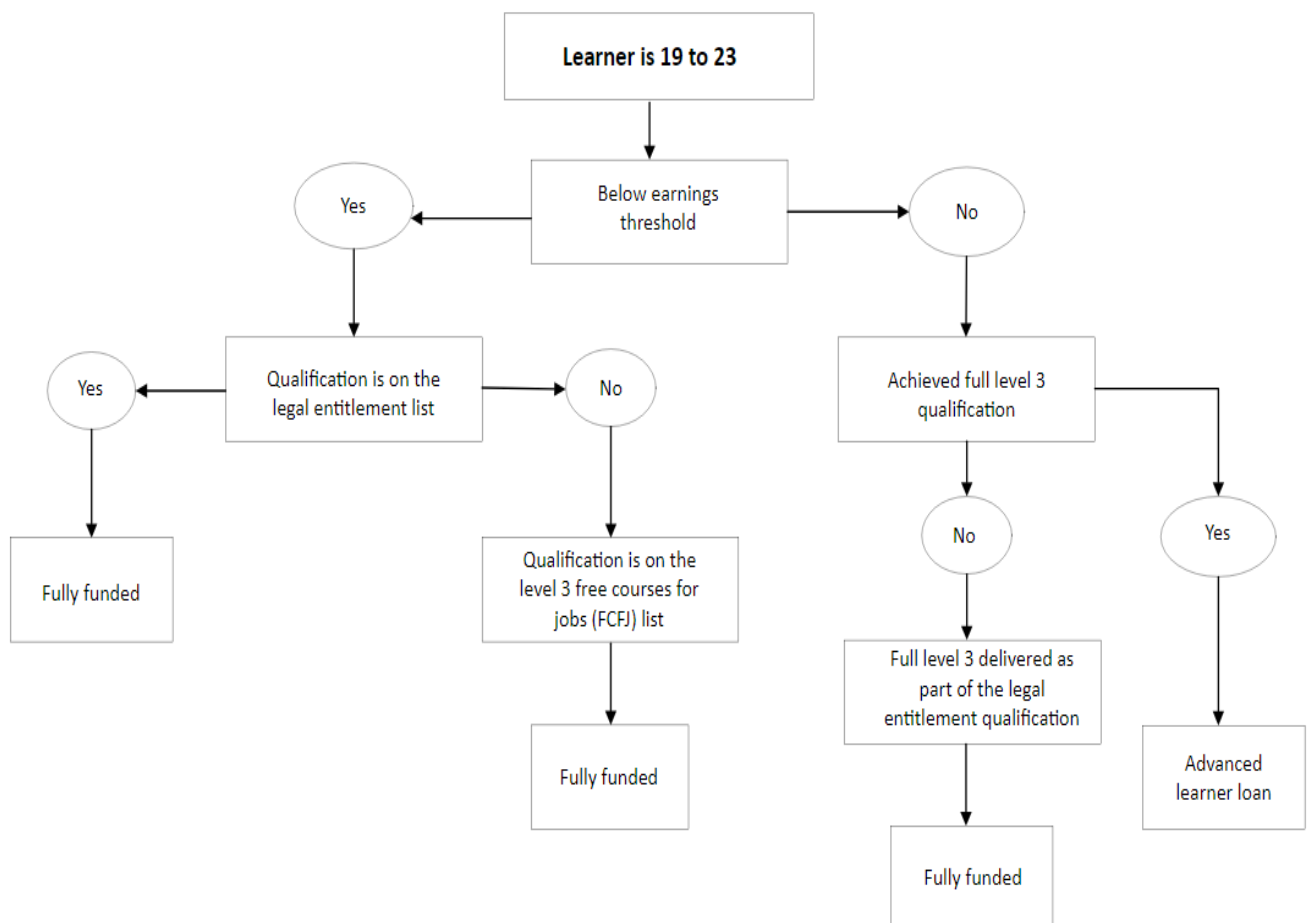 Learner is 19 to 23
Below earnings
threshold
Yes
No
Qualification is on the
legal entitlement list
Achieved full level 3
qualification
Yes
No
No
Yes
Fully funded
Qualification is on the
level 3 free courses for
jobs (FCFJ) list
Full level 3 delivered as
part of the legal
entitlement qualification
Fully funded
Advanced
learner loan
Fully funded